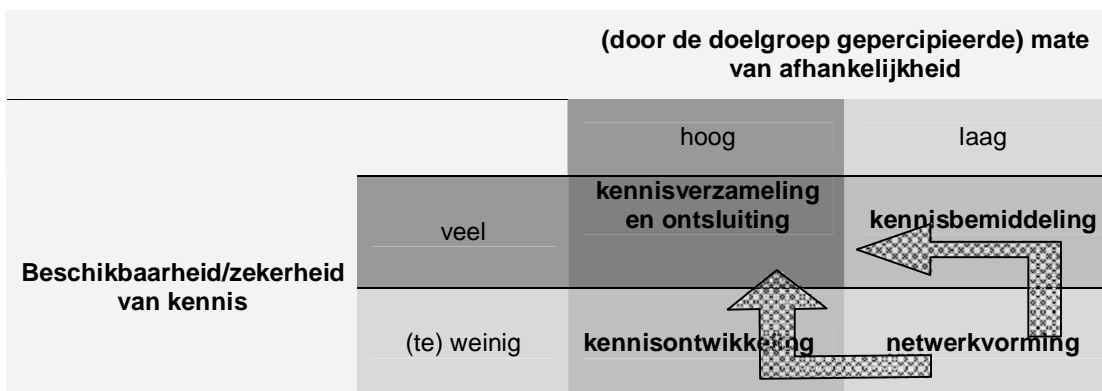 (door de doelgroep gepercipieerde) mate
van afhankelijkheid
hoog
laag
kennisverzameling
en ontsluiting
veel
kennisbemiddeling
Beschikbaarheid/zekerheid
van kennis
(te) weinig
kennisontwikkeling
netwerkvorming